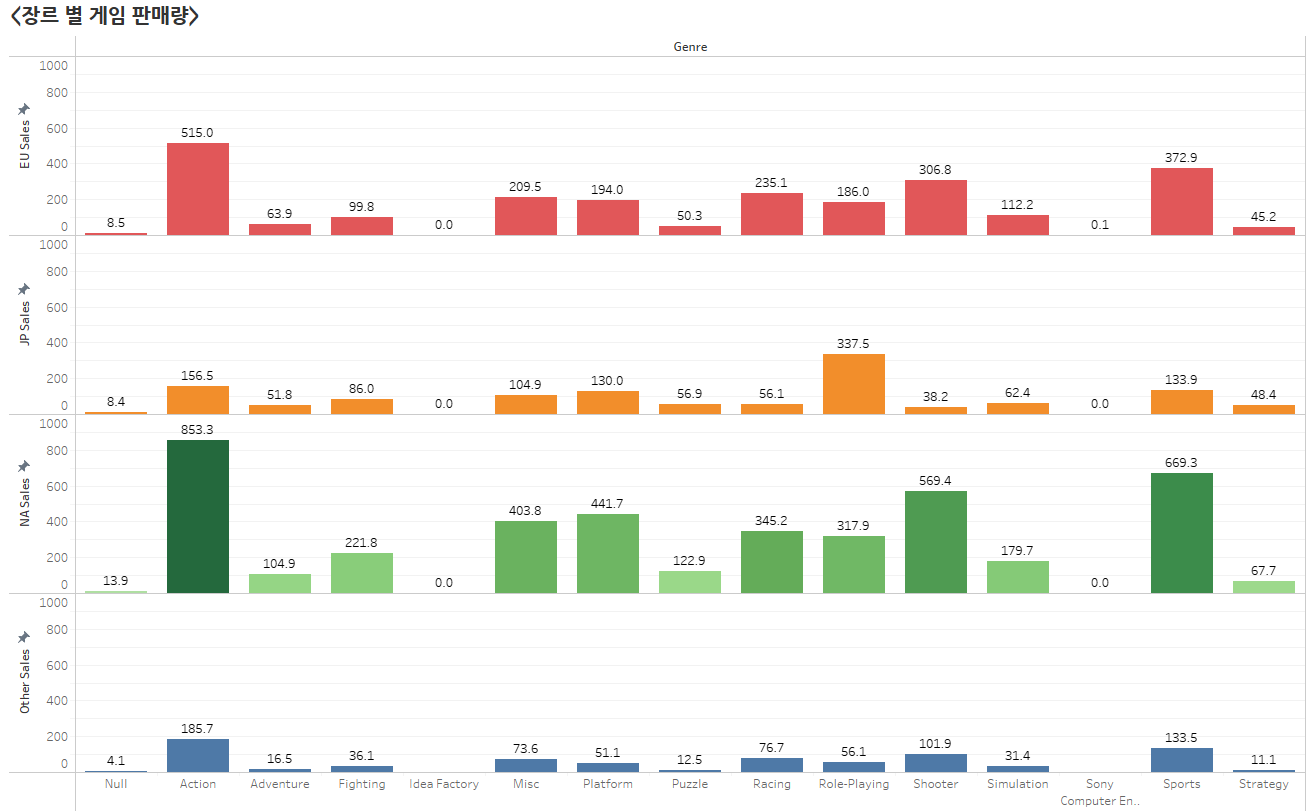 <장르 별 게임 판매량>
Genre
EU Sales
1000
800
600
400
200
0
8.5 515.0 63.9 99.8 0.0 209.5 194.0 50.3 235.1 186.0 306.8 112.2 0.1 372.9 45.2
JP Sales
1000
800
600
400
200
0
8.4 156.5 51.8 86.0 0.0 104.9 130.0 56.9 56.1 337.5 38.2 62.4 0.0 133.9 48.4
NA Sales
1000
800
600
400
200
0
13.9 853.3 104.9 221.8 0.0 403.8 441.7 122.9 345.2 317.9 569.4 179.7 0.0 669.3 67.7
Other Sales
1000
800
600
400
200
0
4.1 185.7 16.5 36.1 73.6 51.1 12.5 76.7 56.1 101.9 31.4 133.5 11.1
Null Action Adventure Fighting Idea Factory Misc Platform Puzzle Racing Role-Playing Shooter Simulation Sony Sports Strategy
Computer En..